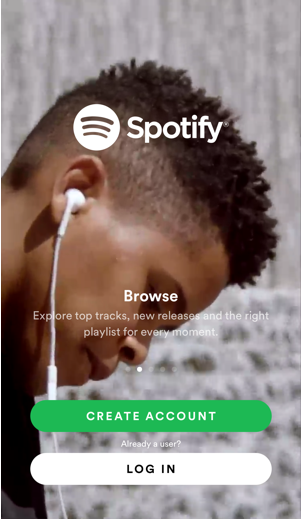 Spotify®
Browse
Explore top tracks, new releases and the right
playlist for every moment.
CREATE ACCOUNT
Already a user?
LOG IN